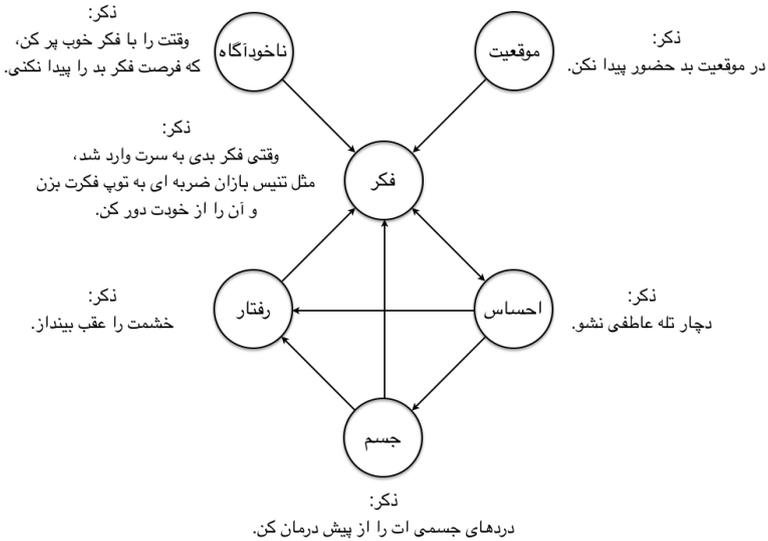 ذکر:
وقتت را با فکر خوب پر کن،
که فرصت فکر بد را پیدا نکنی.
ناخودآگاه
موقعیت
ذکر:
در موقعیت بد حضور پیدا نکن.
ذکر:
وقتی فکر بدی به سرت وارد شد،
مثل تنیس بازان ضربه ای به توپ فکرت بزن
و آن را از خودت دور کن.
فکر
ذکر:
خشمت را عقب بینداز.
رفتار
احساس
ذکر:
دچار تله عاطفی نشو.
جسم
ذکر:
دردهای جسمی ات را از پیش درمان کن.